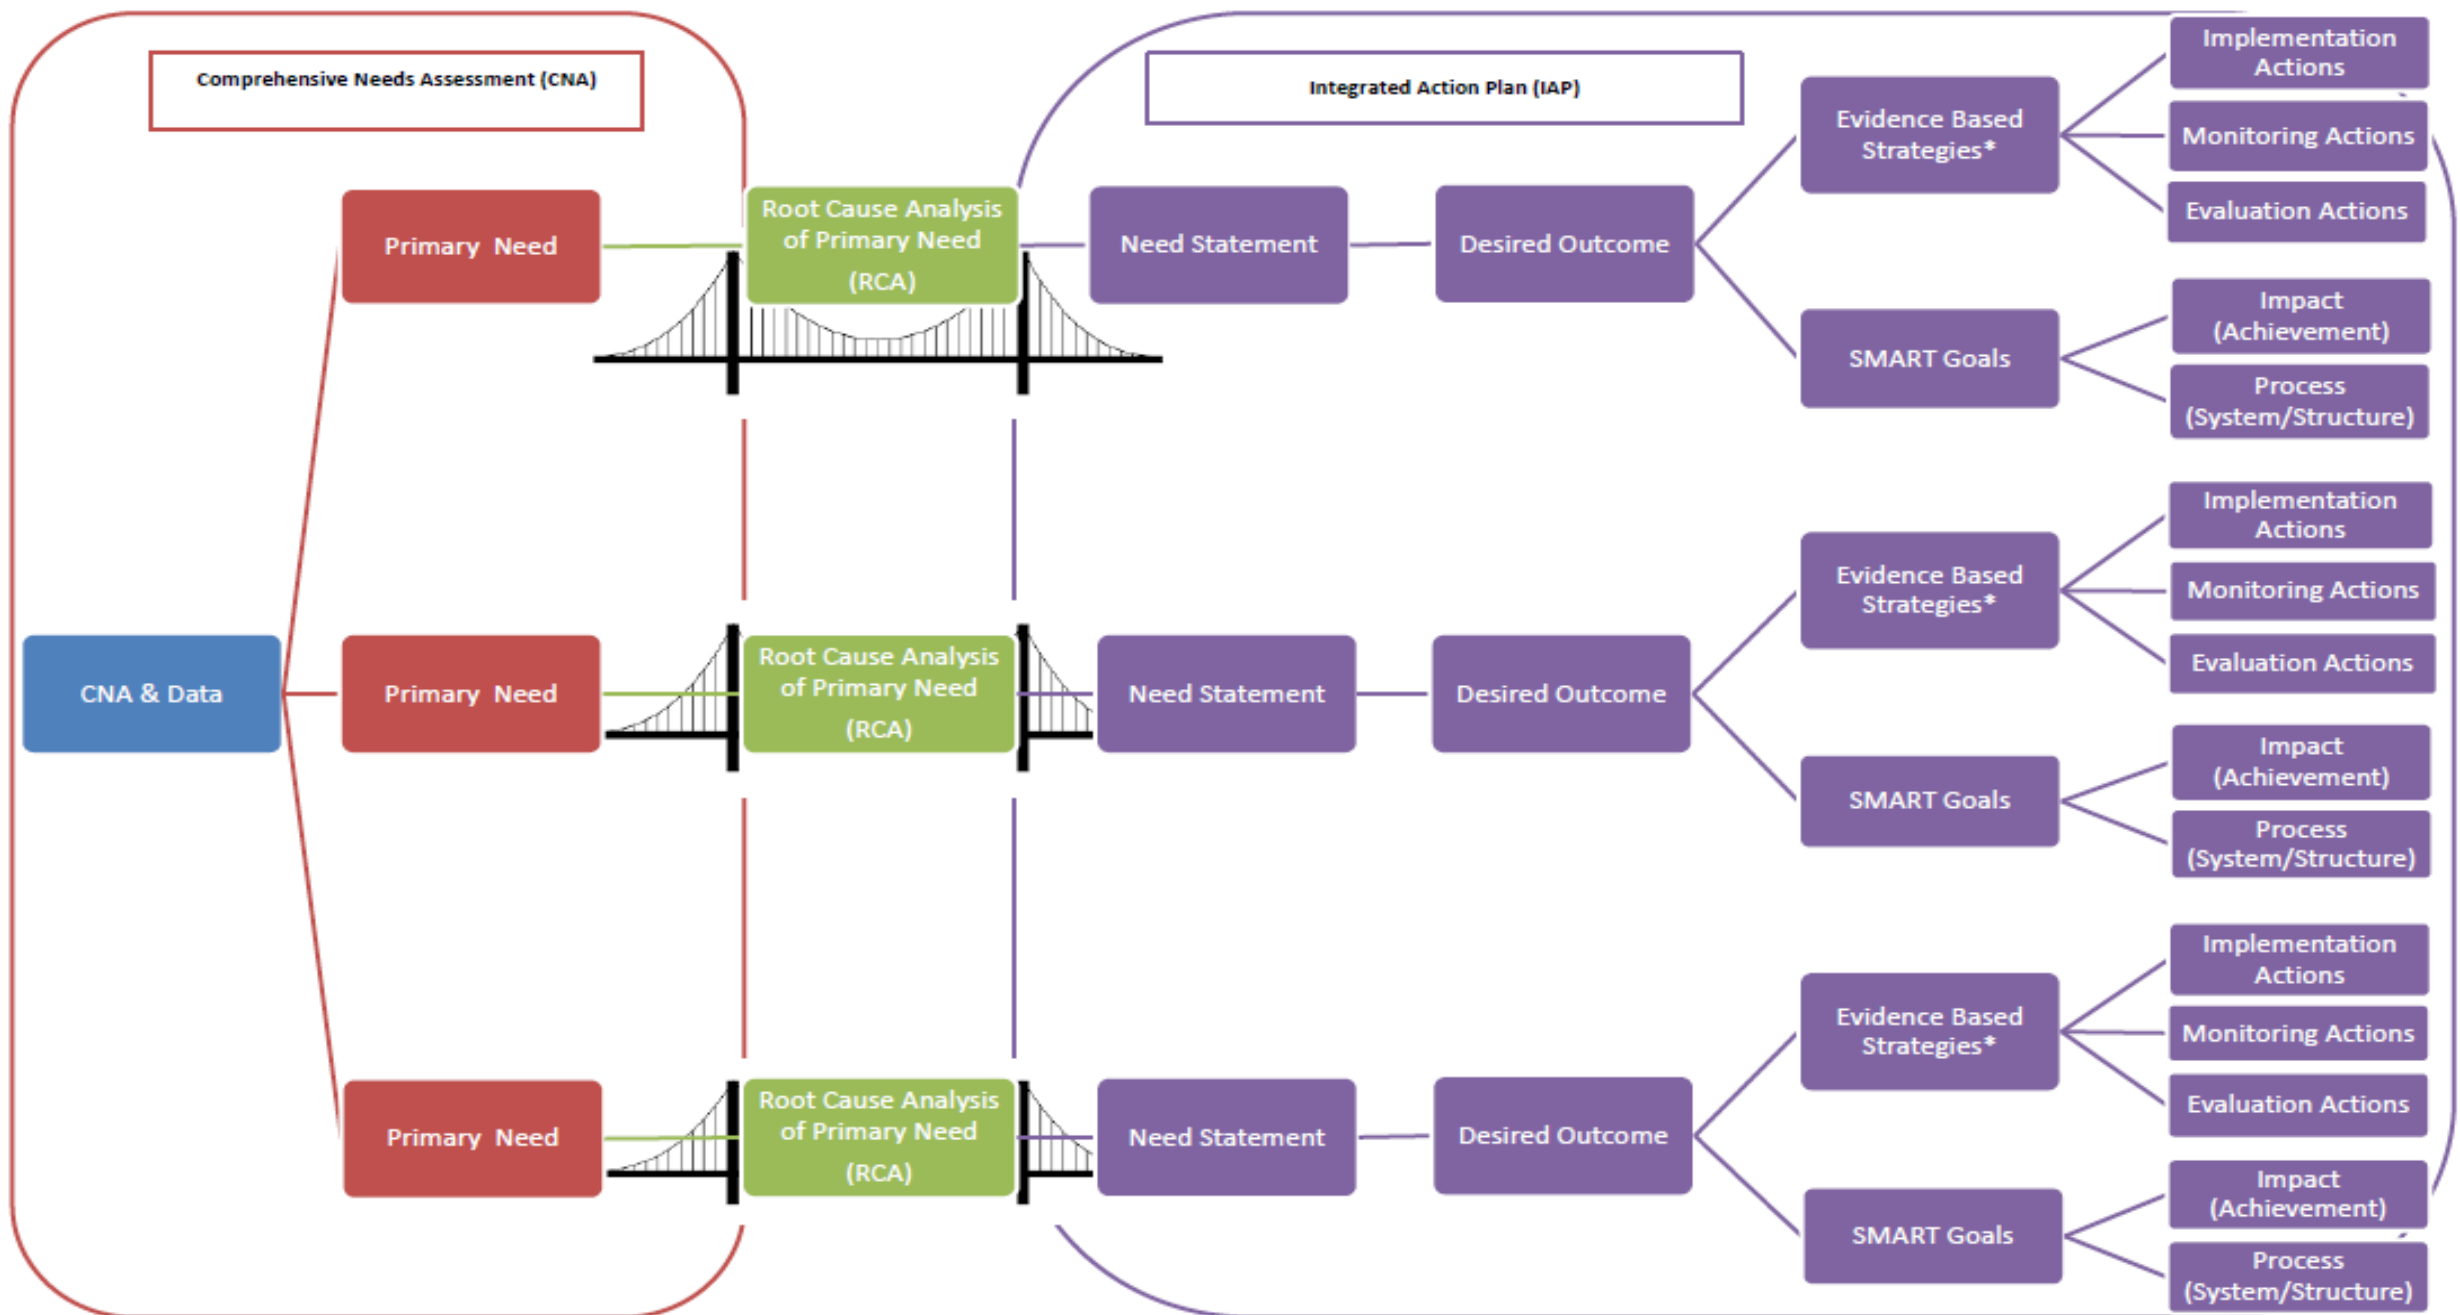 Comprehensive Needs Assessment (CNA)
Integrated Action Plan (IAP)
CNA & Data
Primary Need
Root Cause Analysis
of Primary Need
(RCA)
Need Statement
Desired Outcome
Evidence Based
Strategies*
Implementation
Actions
Monitoring Actions
Evaluation Actions
SMART Goals
Impact
(Achievement)
Process
(System/Structure)
Primary Need
Root Cause Analysis
of Primary Need
(RCA)
Need Statement
Desired Outcome
Evidence Based
Strategies*
Implementation
Actions
Monitoring Actions
Evaluation Actions
SMART Goals
Impact
(Achievement)
Process
(System/Structure)
Primary Need
Root Cause Analysis
of Primary Need
(RCA)
Need Statement
Desired Outcome
Evidence Based
Strategies*
Implementation
Actions
Monitoring Actions
Evaluation Actions
SMART Goals
Impact
(Achievement)
Process
(System/Structure)